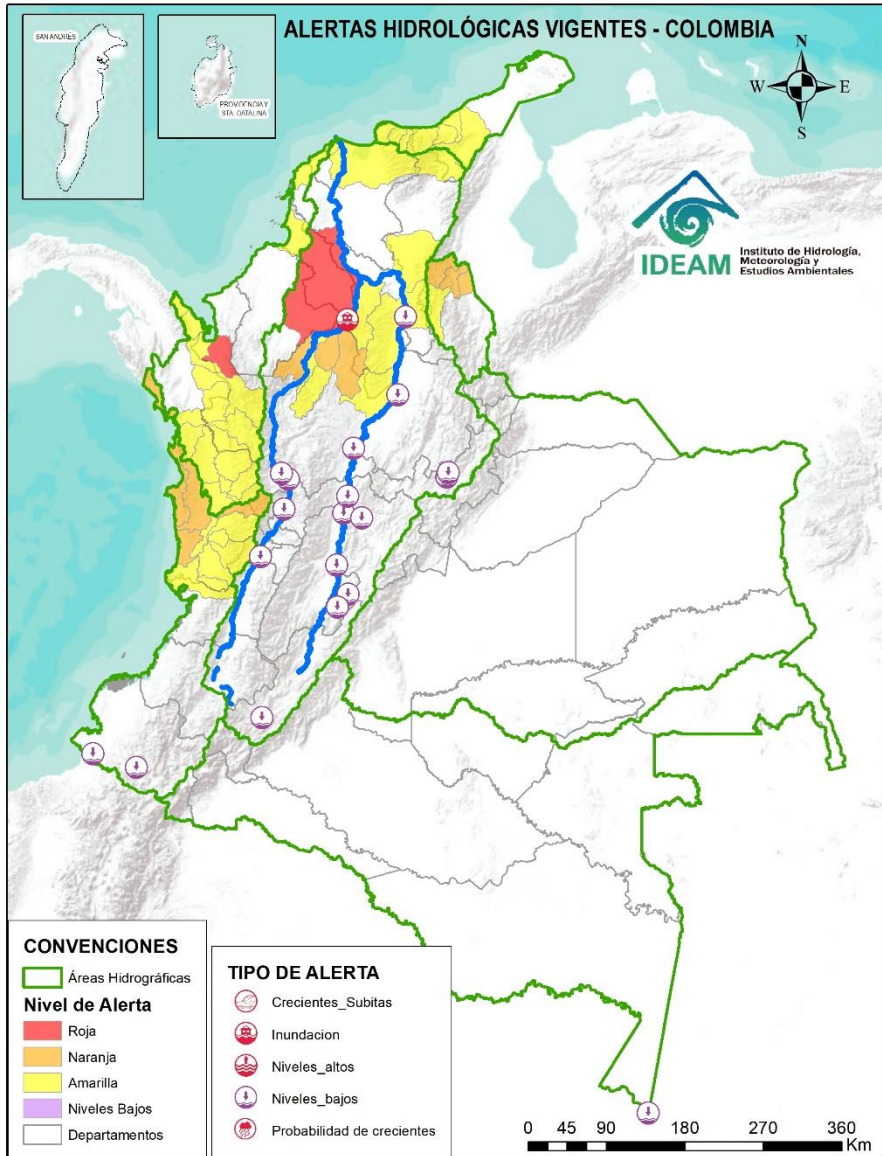 ALERTAS HIDROLÓGICAS VIGENTES - COLOMBIA
SAN ANDRÉS
PROVIDENCIA Y
STA. CATALINA
N
W
E
S
IDEAM
Instituto de Hidrología,
Meteorología y
Estudios Ambientales
CONVENCIONES
Áreas Hidrográficas
Nivel de Alerta
Roja
Naranja
Amarilla
Niveles Bajos
Departamentos
TIPO DE ALERTA
Crecientes_Subitas
Inundacion
Niveles_altos
Niveles_bajos
Probabilidad de crecientes
0 45 90 180 270 360
Km